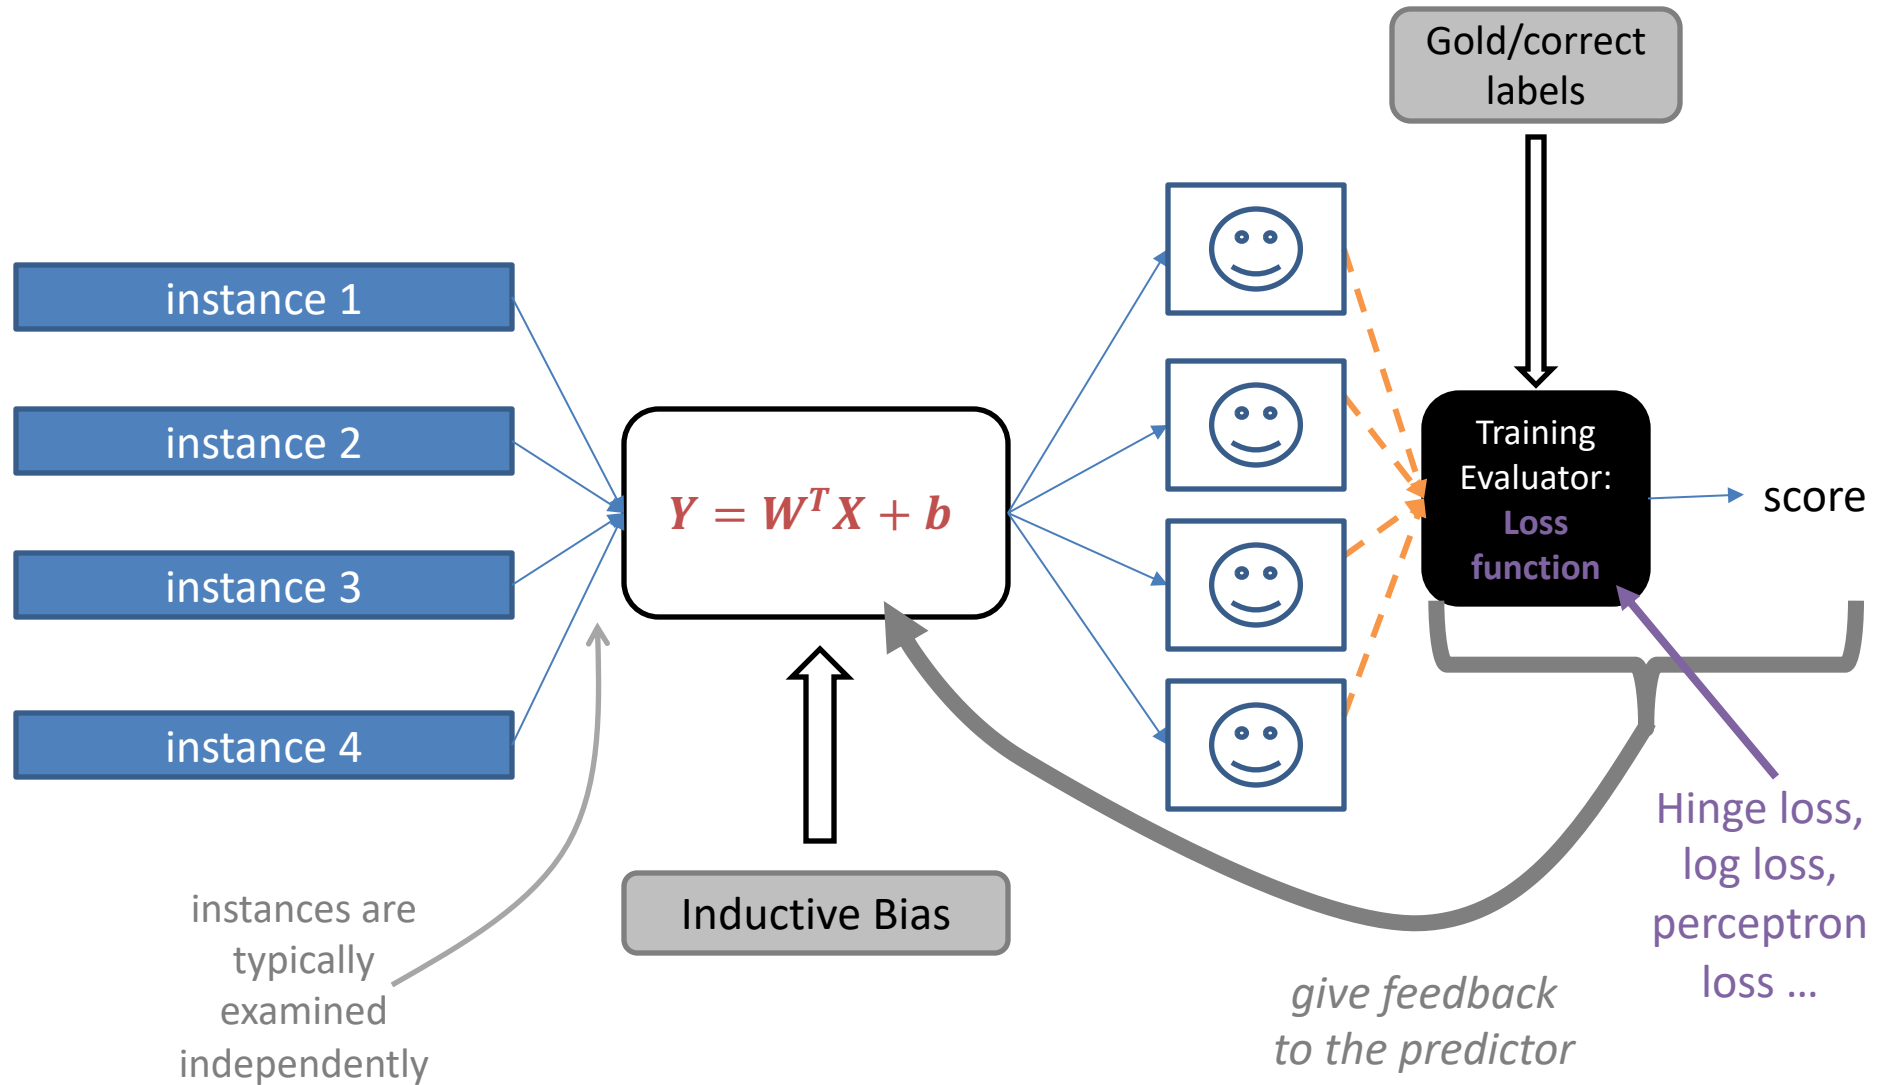 Gold/correct
labels
instance 1
instance 2
instance 3
instance 4
Y = WᵀX + b
Training
Evaluator:
Loss
function
score
Inductive Bias
instances are
typically
examined
independently
Hinge loss,
log loss,
perceptron
loss ...
give feedback
to the predictor